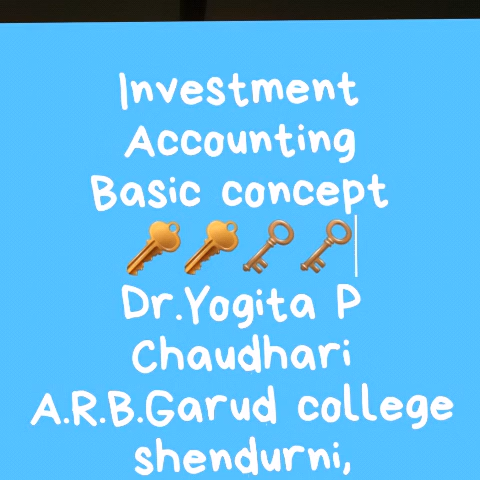 Investment
Accounting
Basic concept
🔑🔑🗝️🗝️
Dr.Yogita P
Chaudhari
A.R.B.Garud college
shendurni,